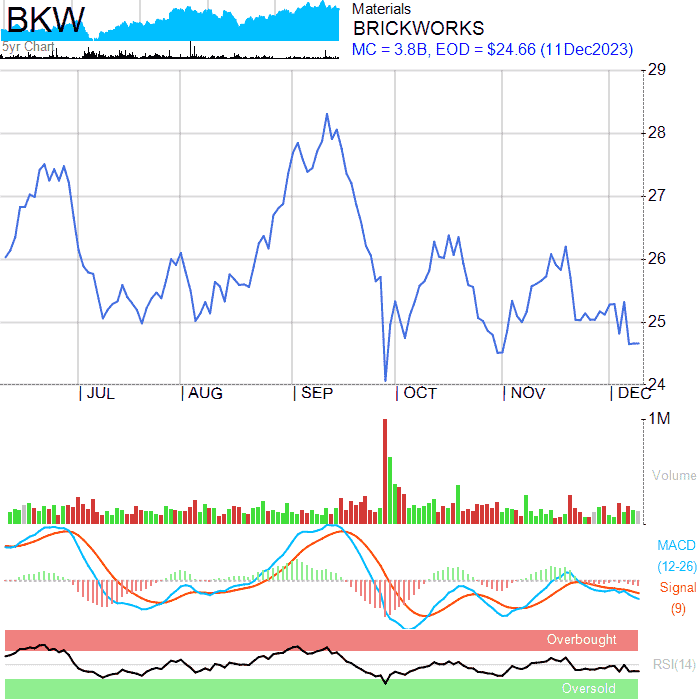 BKW
5yr Chart
Materials
BRICKWORKS
MC = 3.8B, EOD = $24.66 (11Dec2023)
29
28
27
26
25
24
JUL
AUG
SEP
OCT
NOV
DEC
1M
Volume
MACD
(12-26)
Signal
(9)
Overbought
RSI(14)
Oversold